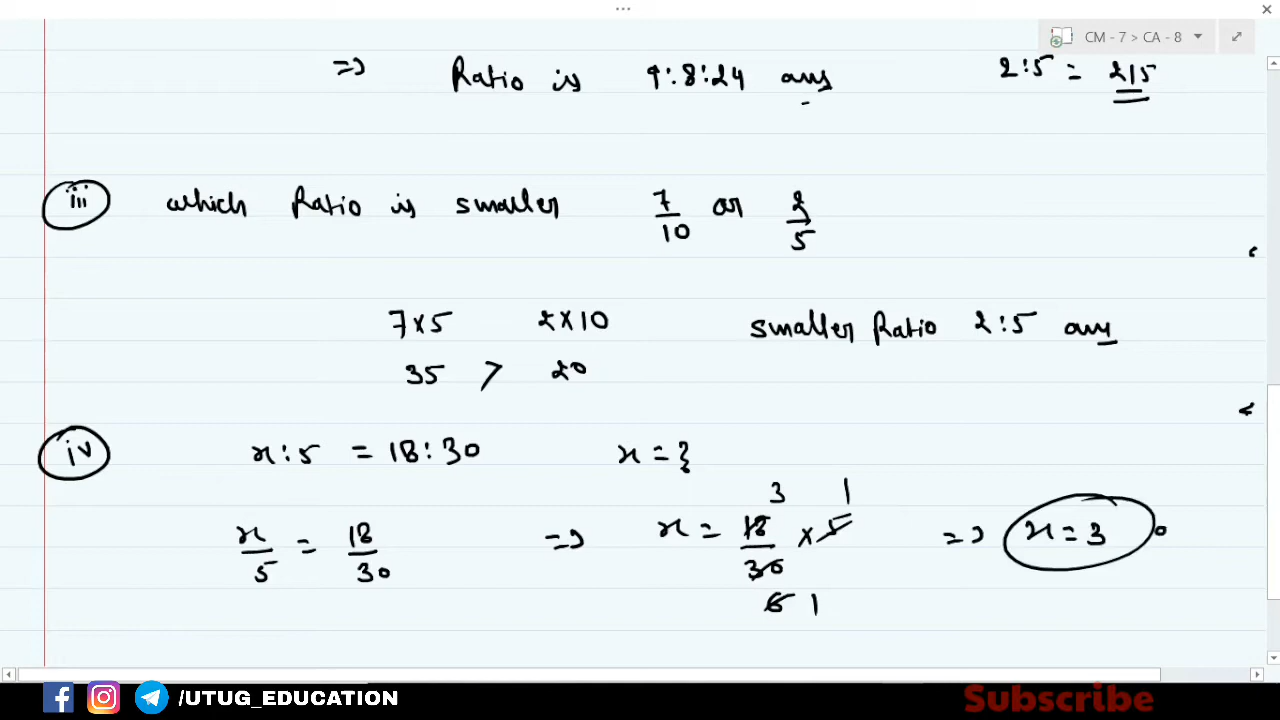 CM - 7 > CA - 8
=> Ratio is 9:8:24 ans 2:5 = 2/5
iii which Ratio is smaller 7/10 or 2/5
7×5 2×10 smaller Ratio 2:5 ans
35 > 20
iv x:5 = 18:30 x = ?
x/5 = 18/30 => x = 18/30 × 5 => x = 3
3 1
6 1
/UTUG_EDUCATION Subscribe